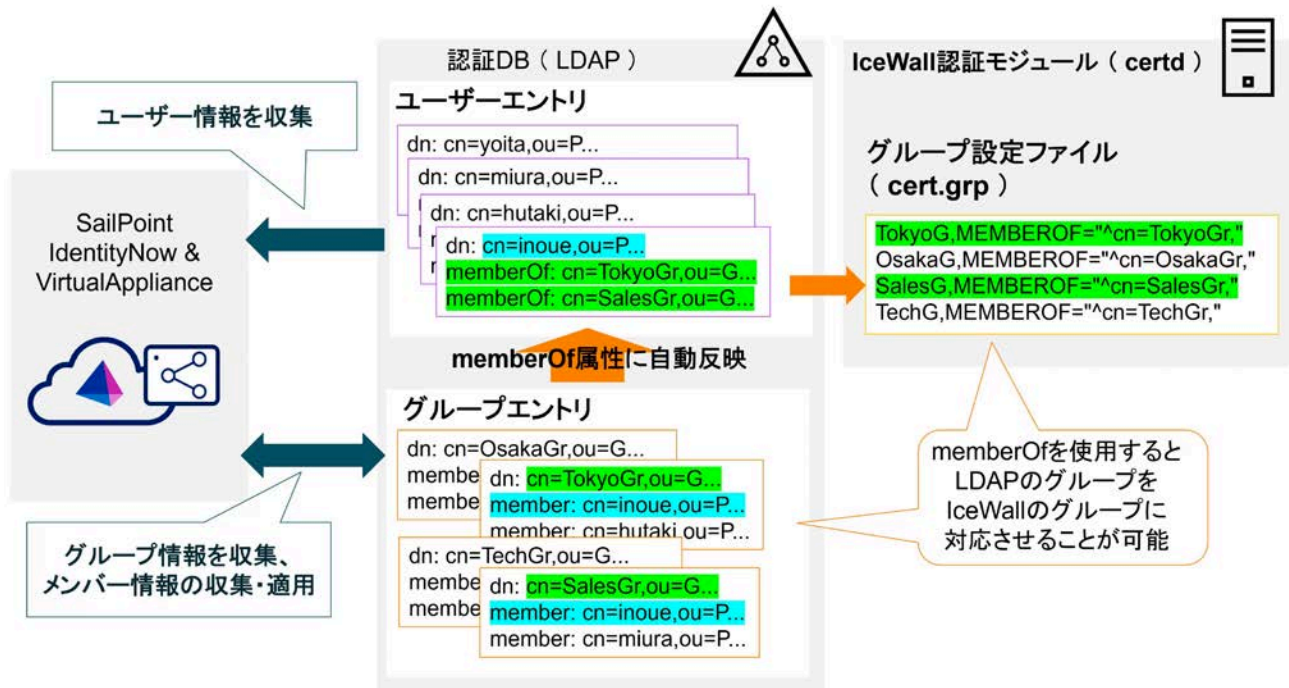 認証DB（LDAP）
ユーザーエントリ
dn: cn=yoita,ou=P...
dn: cn=miura,ou=P...
dn: cn=hutaki,ou=P...
dn: cn=inoue,ou=P...
memberOf: cn=TokyoGr,ou=G...
memberOf: cn=SalesGr,ou=G...
memberOf属性に自動反映
グループエントリ
dn: cn=OsakaGr,ou=G...
membe
membe
dn: cn=TokyoGr,ou=G...
member: cn=inoue,ou=P...
member: cn=hutaki,ou=P...
dn: cn=TechGr,ou=G...
membe
membe
dn: cn=SalesGr,ou=G...
member: cn=inoue,ou=P...
member: cn=miura,ou=P...
ユーザー情報を収集
SailPoint
IdentityNow &
VirtualAppliance
グループ情報を収集、
メンバー情報の収集・適用
IceWall認証モジュール（certd）
グループ設定ファイル
（cert.grp）
TokyoG,MEMBEROF="^cn=TokyoGr,"
OsakaG,MEMBEROF="^cn=OsakaGr,"
SalesG,MEMBEROF="^cn=SalesGr,"
TechG,MEMBEROF="^cn=TechGr,"
memberOfを使用すると
LDAPのグループを
IceWallのグループに
対応させることが可能